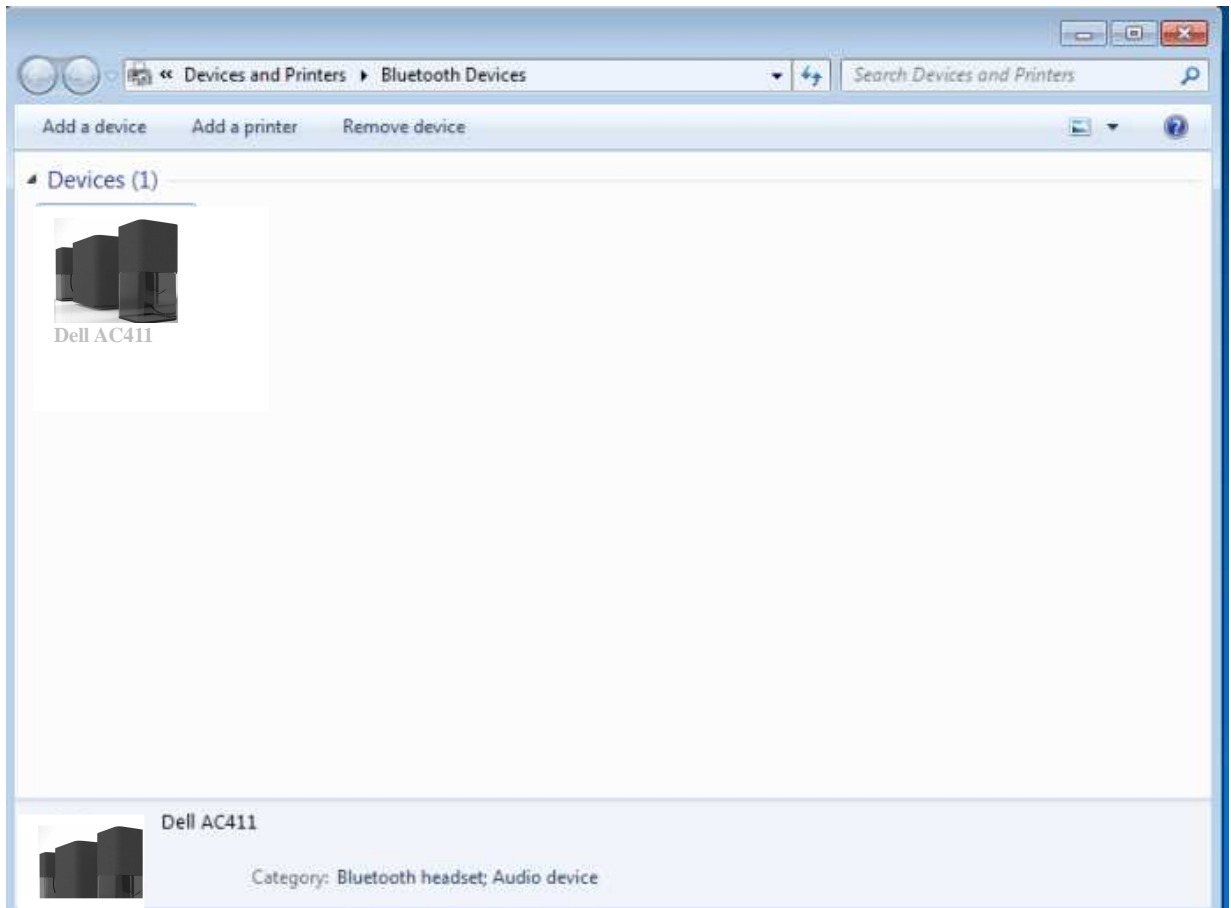 « Devices and Printers ▸ Bluetooth Devices
Search Devices and Printers
Add a device Add a printer Remove device
Devices (1)
Dell AC411
Dell AC411
Category: Bluetooth headset; Audio device